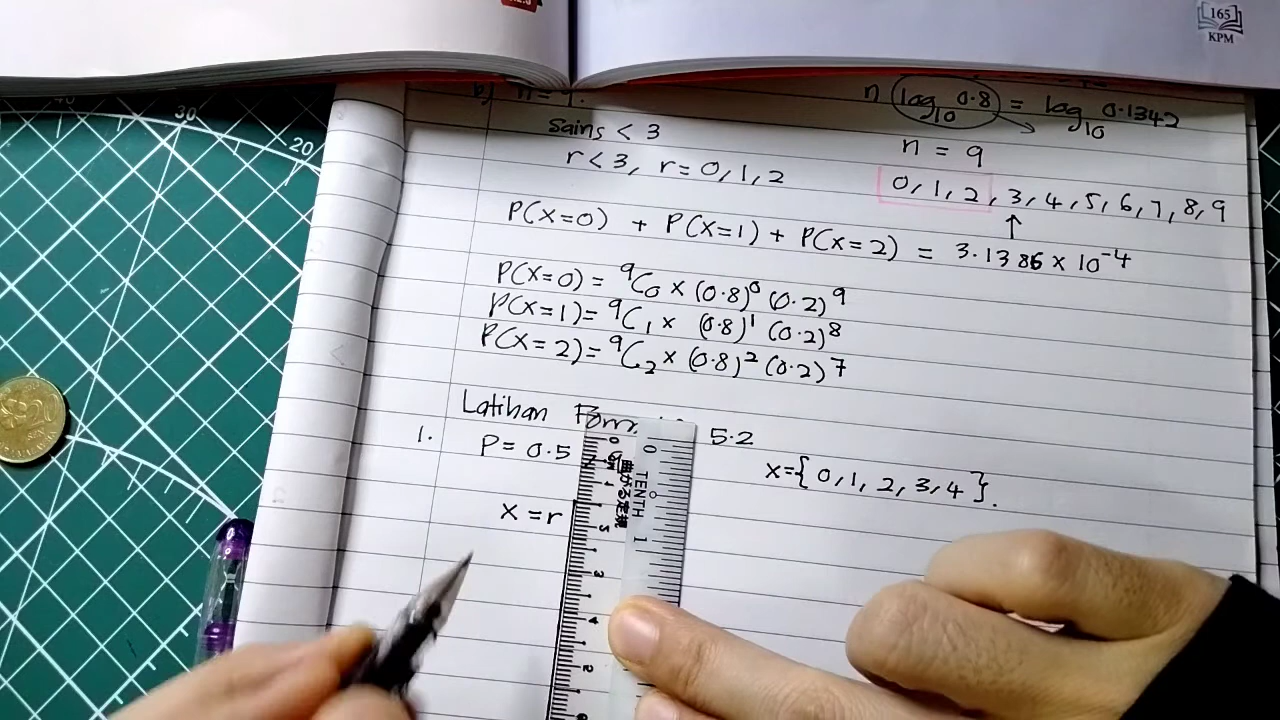 165
KPM
n log₁₀ 0.8 = log₁₀ 0.1342
n = 9
0, 1, 2, 3, 4, 5, 6, 7, 8, 9
Sains < 3
r < 3, r = 0, 1, 2
P(X=0) + P(X=1) + P(X=2) = 3.1386 × 10⁻⁴
P(X=0) = ⁹C₀ × (0.8)⁰ (0.2)⁹
P(X=1) = ⁹C₁ × (0.8)¹ (0.2)⁸
P(X=2) = ⁹C₂ × (0.8)² (0.2)⁷
Latihan 5.2
1. P = 0.5
X = {0, 1, 2, 3, 4}.
X = r
TENTH
30
20